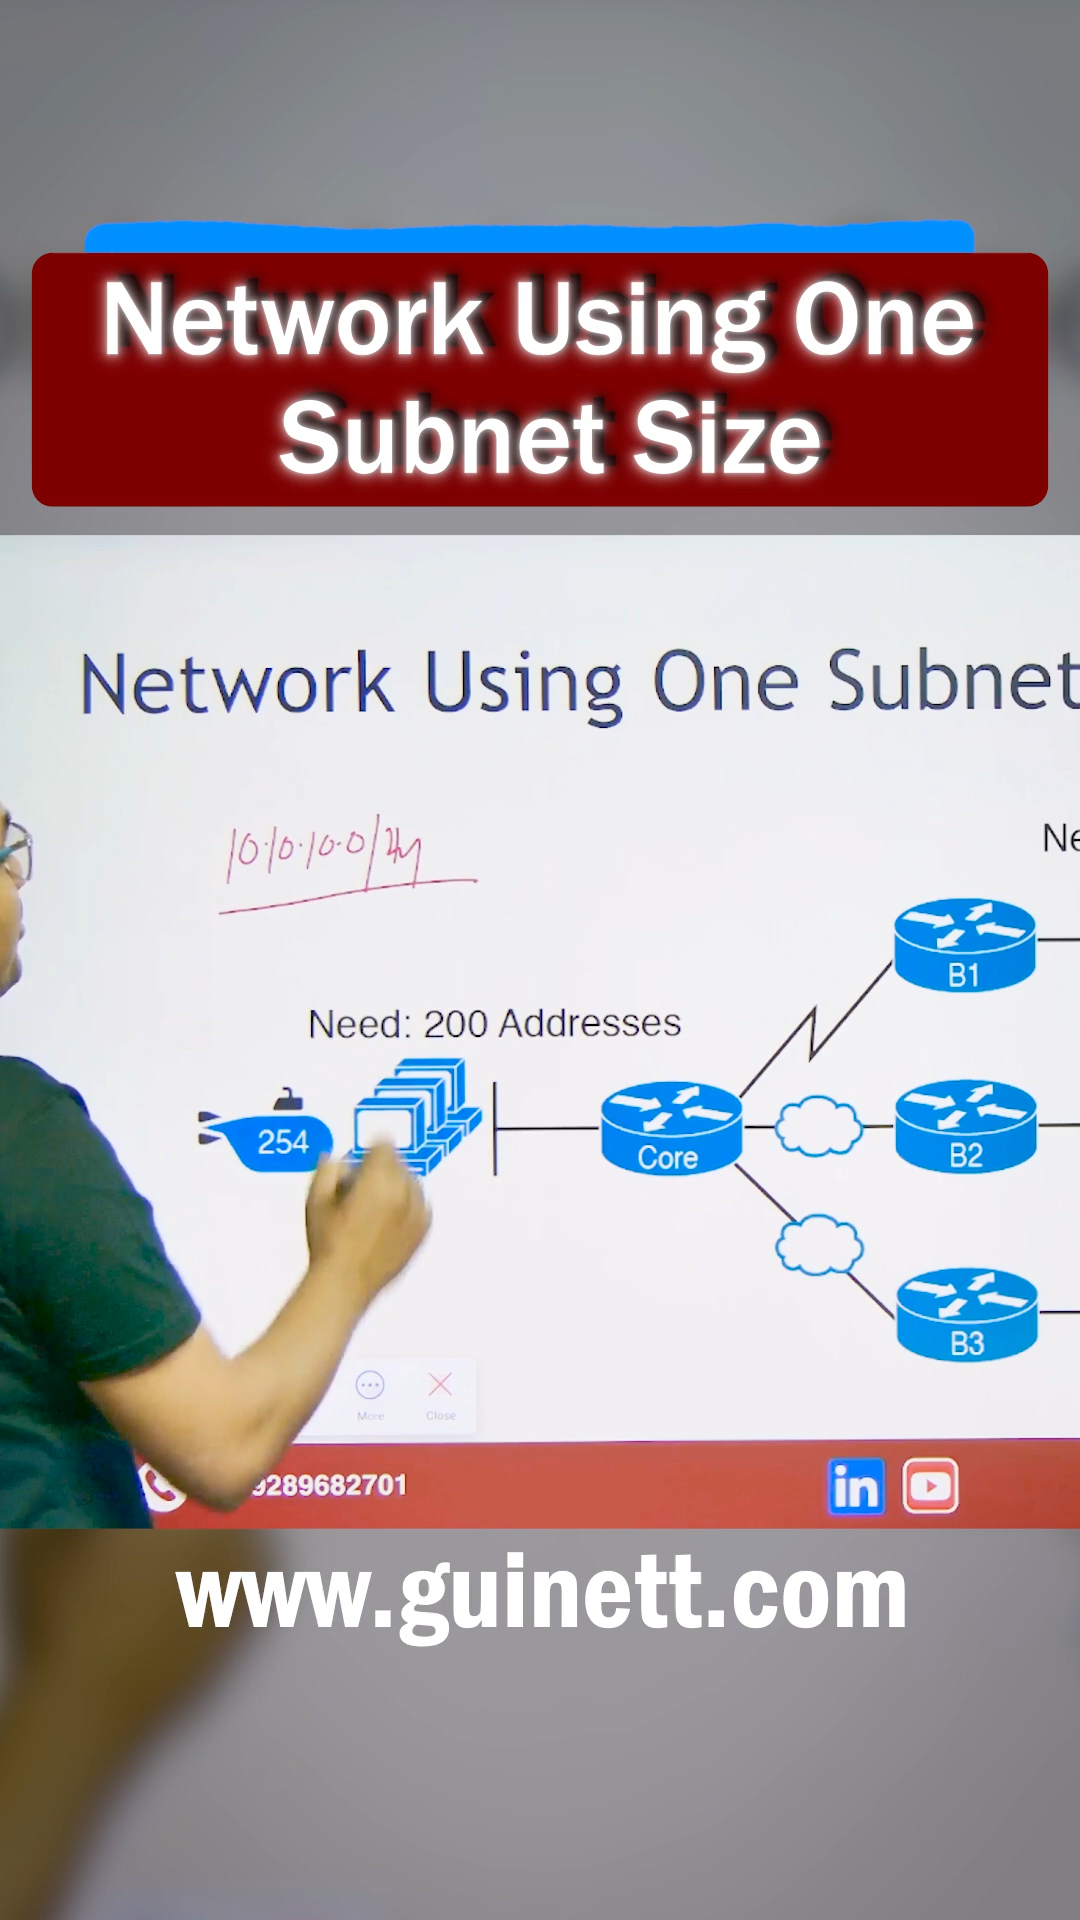 Network Using One
Subnet Size
Network Using One Subnet
10.10.10.0/24
Ne
Need: 200 Addresses
B1
254
Core
B2
B3
More
Close
9289682701
in
www.guinett.com